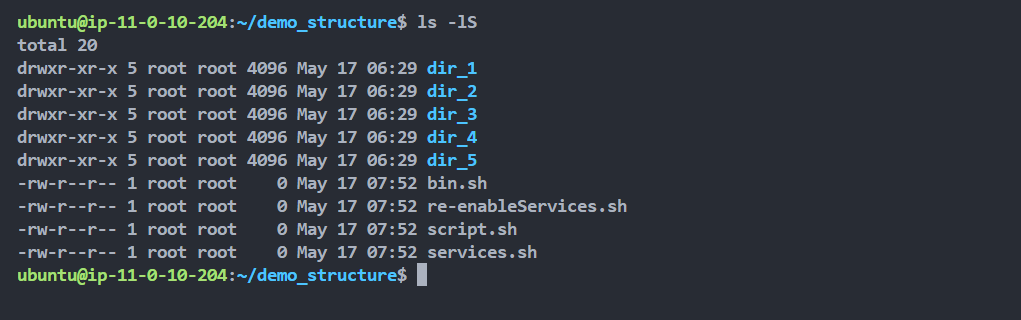 ubuntu@ip-11-0-10-204:~/demo_structure$ ls -lS
total 20
drwxr-xr-x 5 root root 4096 May 17 06:29 dir_1
drwxr-xr-x 5 root root 4096 May 17 06:29 dir_2
drwxr-xr-x 5 root root 4096 May 17 06:29 dir_3
drwxr-xr-x 5 root root 4096 May 17 06:29 dir_4
drwxr-xr-x 5 root root 4096 May 17 06:29 dir_5
-rw-r--r-- 1 root root    0 May 17 07:52 bin.sh
-rw-r--r-- 1 root root    0 May 17 07:52 re-enableServices.sh
-rw-r--r-- 1 root root    0 May 17 07:52 script.sh
-rw-r--r-- 1 root root    0 May 17 07:52 services.sh
ubuntu@ip-11-0-10-204:~/demo_structure$